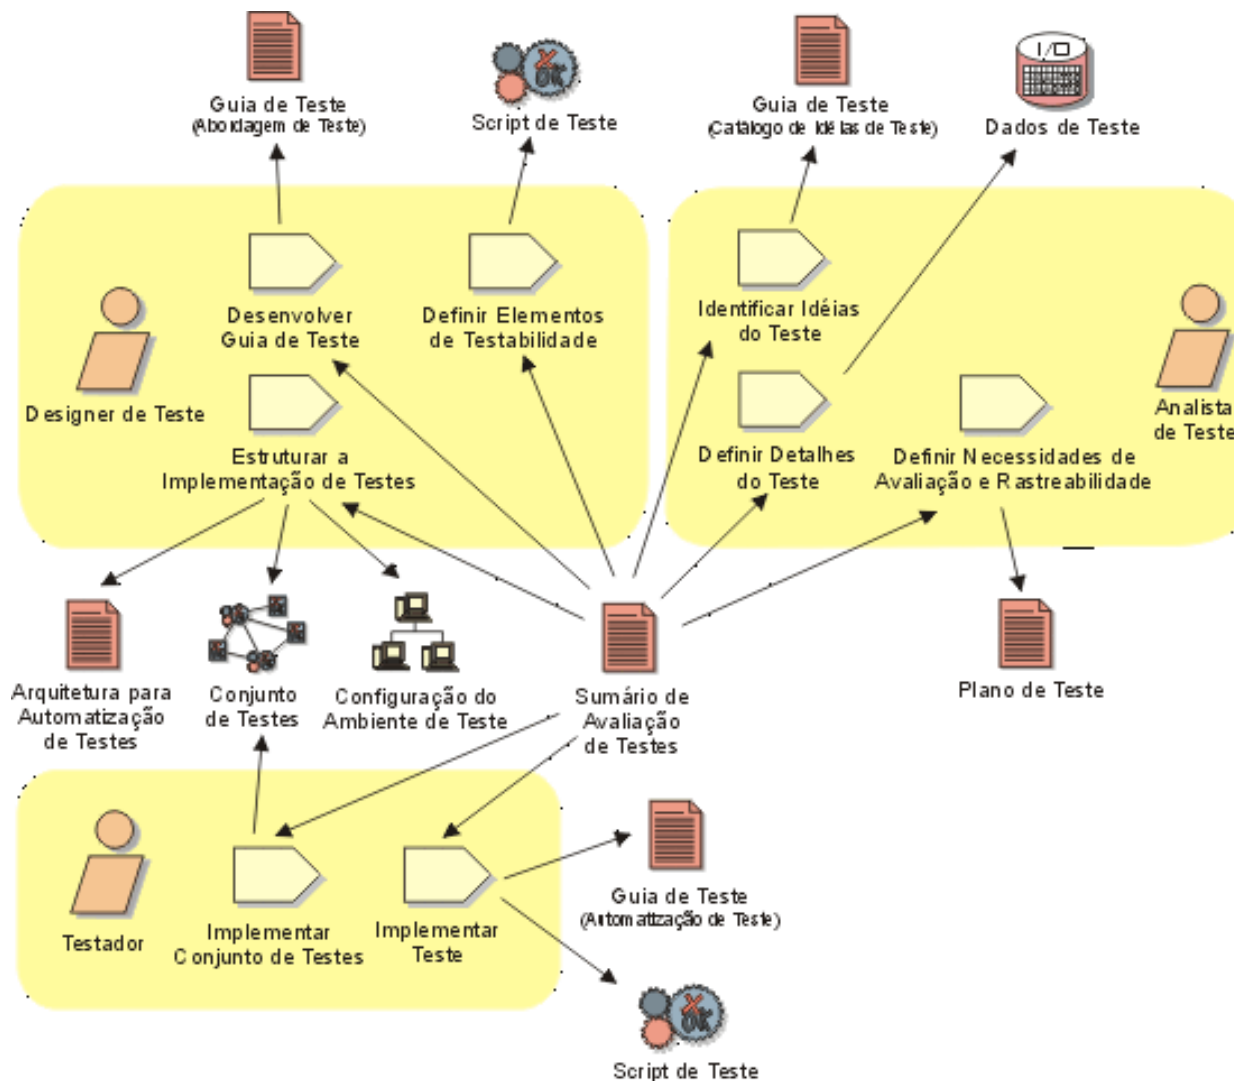 Guia de Teste
(Abordagem de Teste)
Script de Teste
Guia de Teste
(Catálogo de Idéias de Teste)
I/O
Dados de Teste
Desenvolver
Guia de Teste
Definir Elementos
de Testabilidade
Designer de Teste
Estruturar a
Implementação de Testes
Identificar Idéias
do Teste
Definir Detalhes
do Teste
Definir Necessidades de
Avaliação e Rastreabilidade
Analista
de Teste
Arquitetura para
Automatização
de Testes
Conjunto
de Testes
Configuração do
Ambiente de Teste
Sumário de
Avaliação
de Testes
Plano de Teste
Testador
Implementar
Conjunto de Testes
Implementar
Teste
Guia de Teste
(Automatização de Teste)
OK
Script de Teste
OK